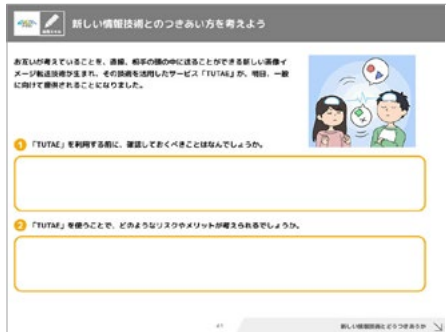 新しい情報技術とのつきあい方を考えよう
お互いが考えていることを、直接、相手の頭の中に送ることができる新しい画像イ
メージ転送技術が生まれ、その技術を活用したサービス「TUTAE」が、明日、一般
に向けて提供されることになりました。
1 「TUTAE」を利用する前に、確認しておくべきことはなんでしょうか。
2 「TUTAE」を使うことで、どのようなリスクやメリットが考えられるでしょうか。
41
新しい情報技術とどうつきあうか